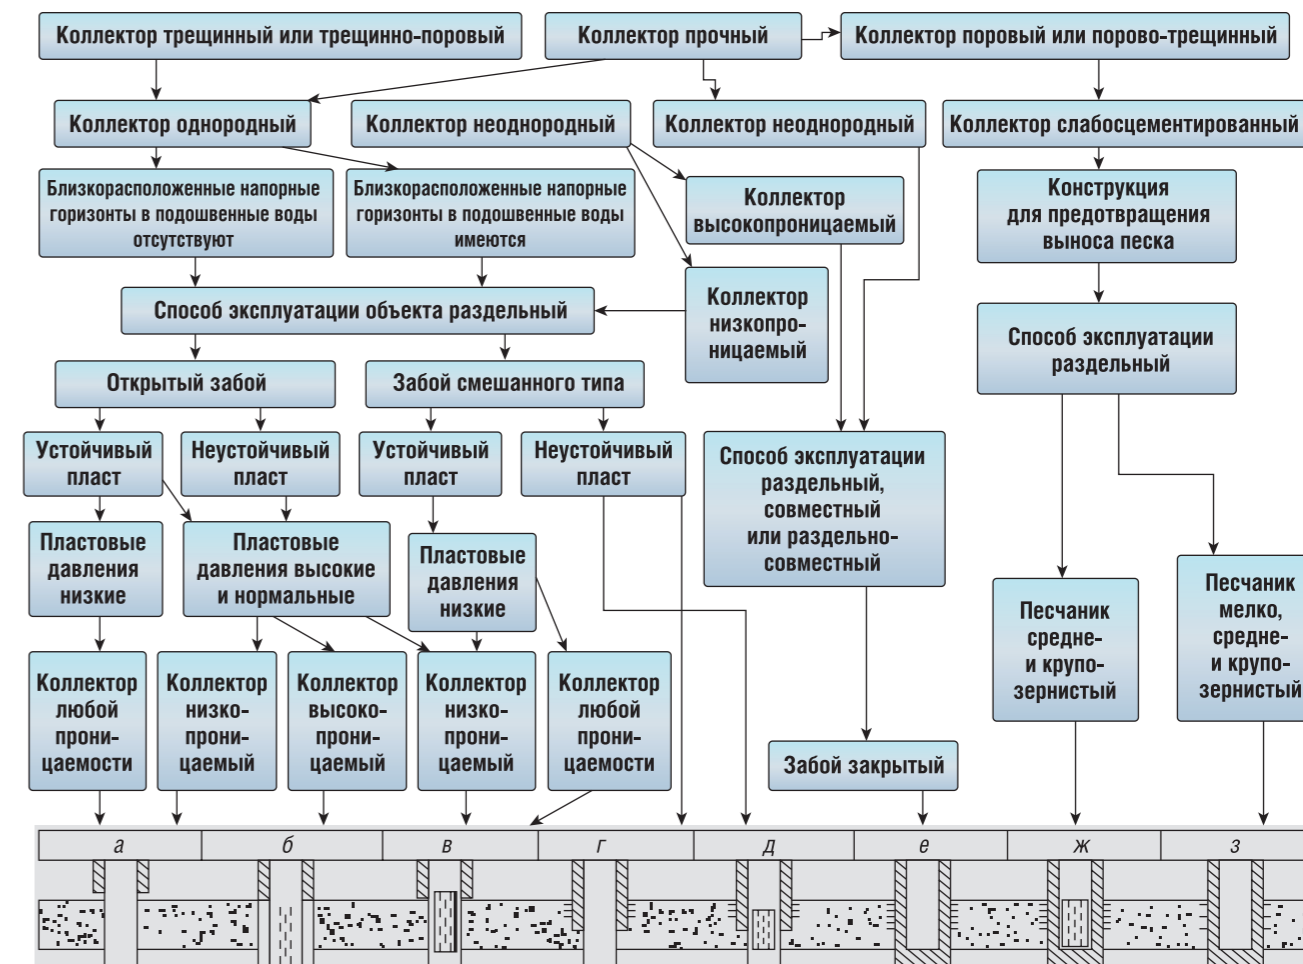 Коллектор трещинный или трещинно-поровый
Коллектор прочный
Коллектор поровый или порово-трещинный
Коллектор однородный
Коллектор неоднородный
Коллектор неоднородный
Коллектор слабосцементированный
Близкорасположенные напорные
горизонты в подошвенные воды
отсутствуют
Близкорасположенные напорные
горизонты в подошвенные воды
имеются
Коллектор
высокопроницаемый
Конструкция
для предотвращения
выноса песка
Способ эксплуатации объекта раздельный
Коллектор
низкопро-
ницаемый
Способ эксплуатации
раздельный
Открытый забой
Забой смешанного типа
Устойчивый
пласт
Неустойчивый
пласт
Устойчивый
пласт
Неустойчивый
пласт
Способ эксплуатации
раздельный,
совместный
или раздельно-
совместный
Пластовые
давления
низкие
Пластовые
давления высокие
и нормальные
Пластовые
давления
низкие
Песчаник
средне-
и крупо-
зернистый
Песчаник
мелко,
средне-
и крупо-
зернистый
Коллектор
любой
прони-
цаемости
Коллектор
низко-
прони-
цаемый
Коллектор
высоко-
прони-
цаемый
Коллектор
низко-
прони-
цаемый
Коллектор
любой
прони-
цаемости
Забой закрытый
а
б
в
г
д
е
ж
з